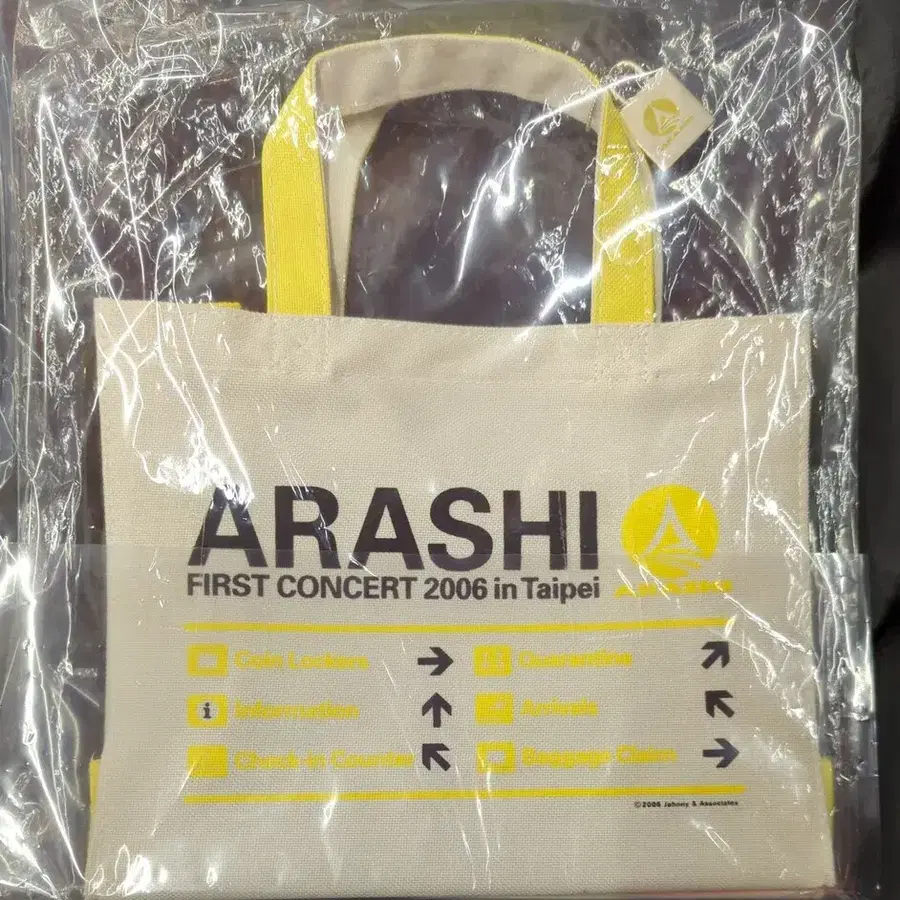 ARASHI
FIRST CONCERT 2006 in Taipei
ARASHI
Coin Lockers
Quarantine
i Information
Arrivals
Check-in Counter
Baggage Claim
©2006 Johnny & Associates